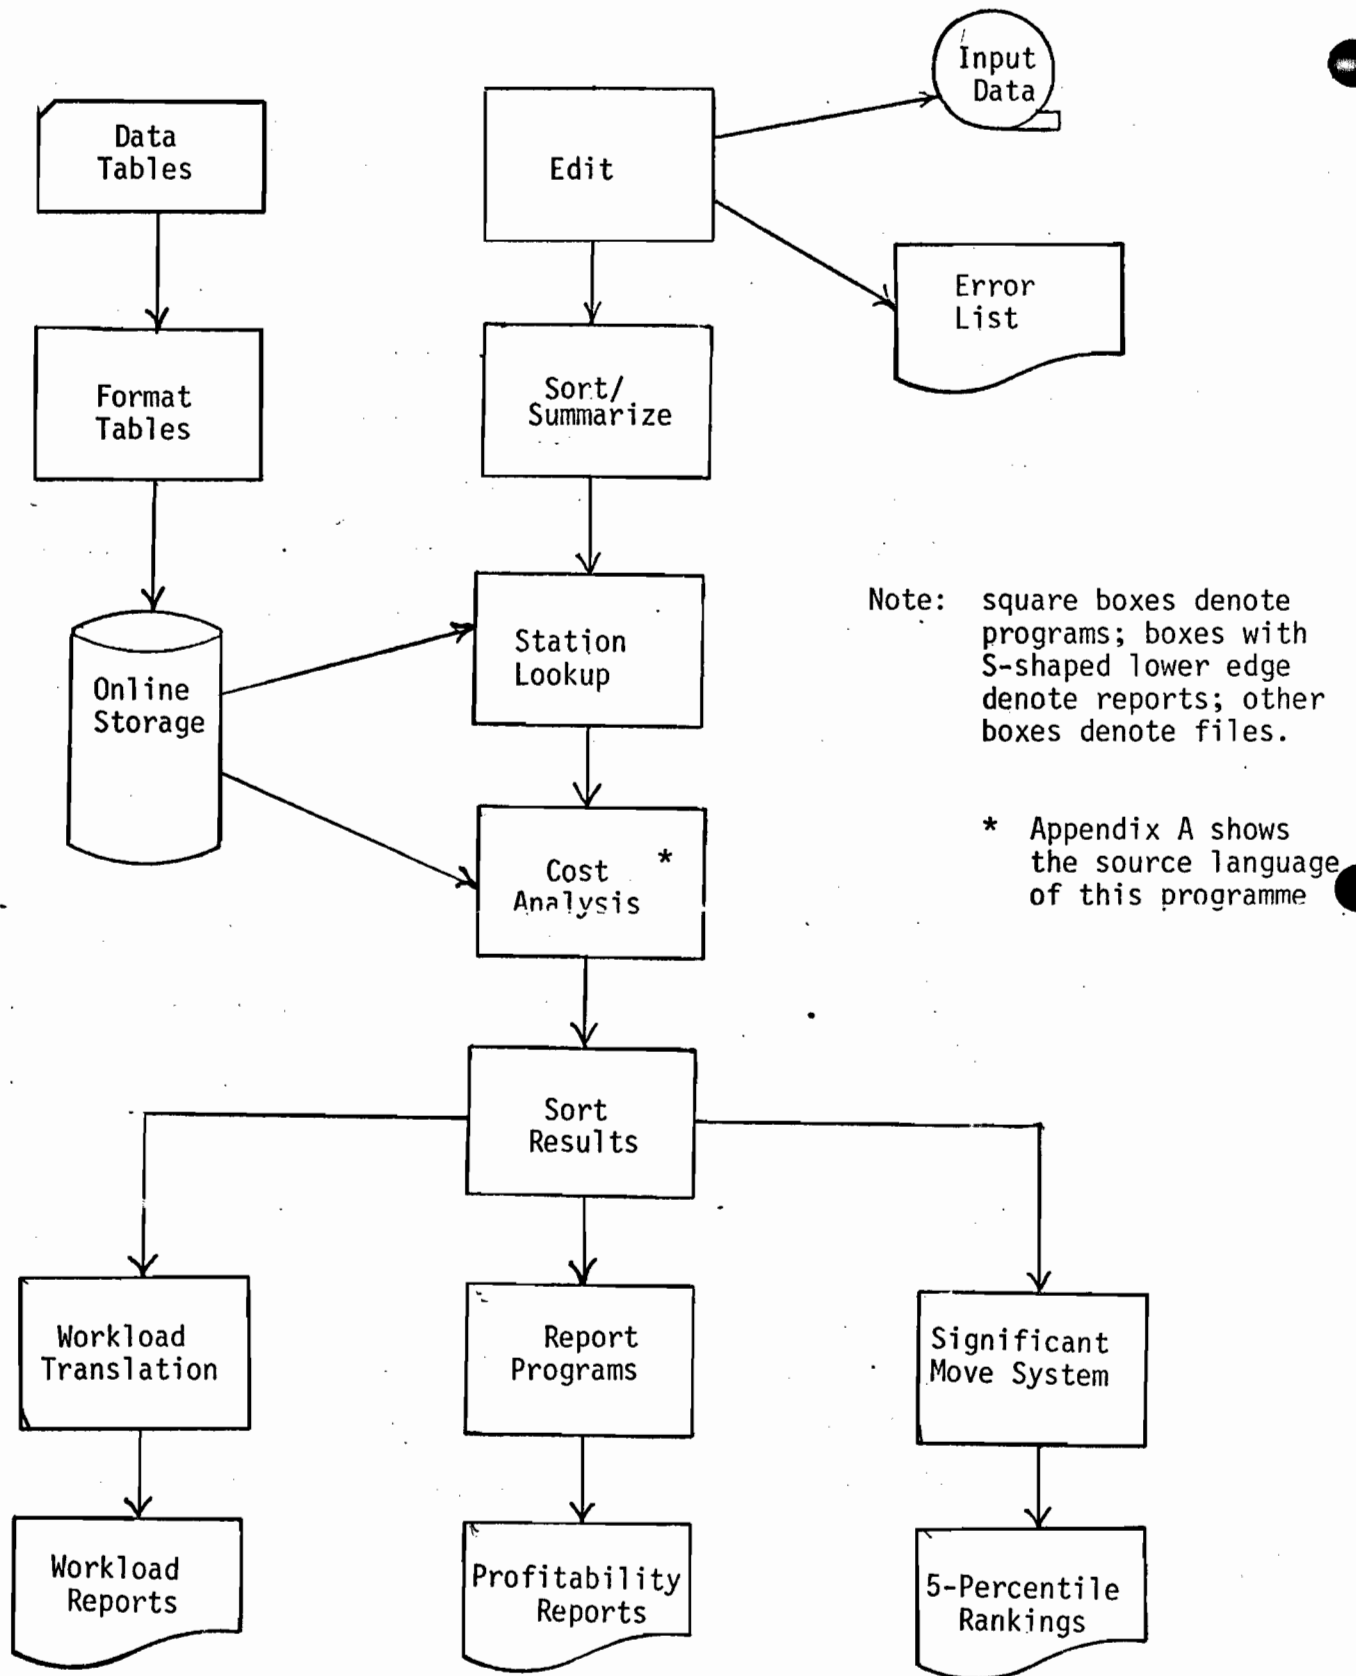 Input
Data
Data
Tables
Edit
Error
List
Format
Tables
Sort/
Summarize
Note: square boxes denote
programs; boxes with
S-shaped lower edge
denote reports; other
boxes denote files.
Station
Lookup
Online
Storage
* Appendix A shows
the source language
of this programme
Cost *
Analysis
Sort
Results
Workload
Translation
Report
Programs
Significant
Move System
Workload
Reports
Profitability
Reports
5-Percentile
Rankings